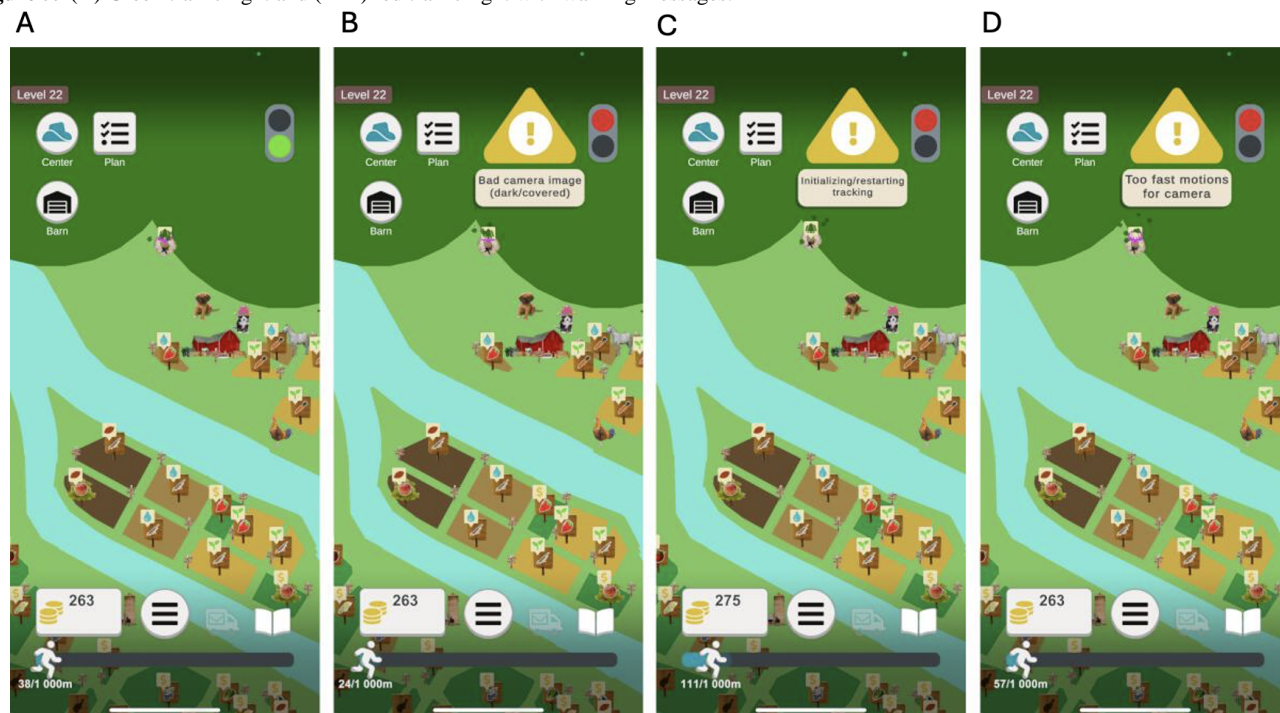 A
B
C
D
Level 22
Center
Plan
Barn
263
38/1 000m
Level 22
Center
Plan
Barn
Bad camera image
(dark/covered)
263
24/1 000m
Level 22
Center
Plan
Barn
Initializing/restarting
tracking
275
111/1 000m
Level 22
Center
Plan
Barn
Too fast motions
for camera
263
57/1 000m